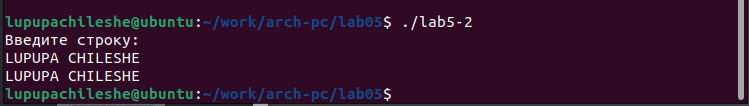 lupupachileshe@ubuntu:~/work/arch-pc/lab05$ ./lab5-2
Введите строку:
LUPUPA CHILESHE
LUPUPA CHILESHE
lupupachileshe@ubuntu:~/work/arch-pc/lab05$